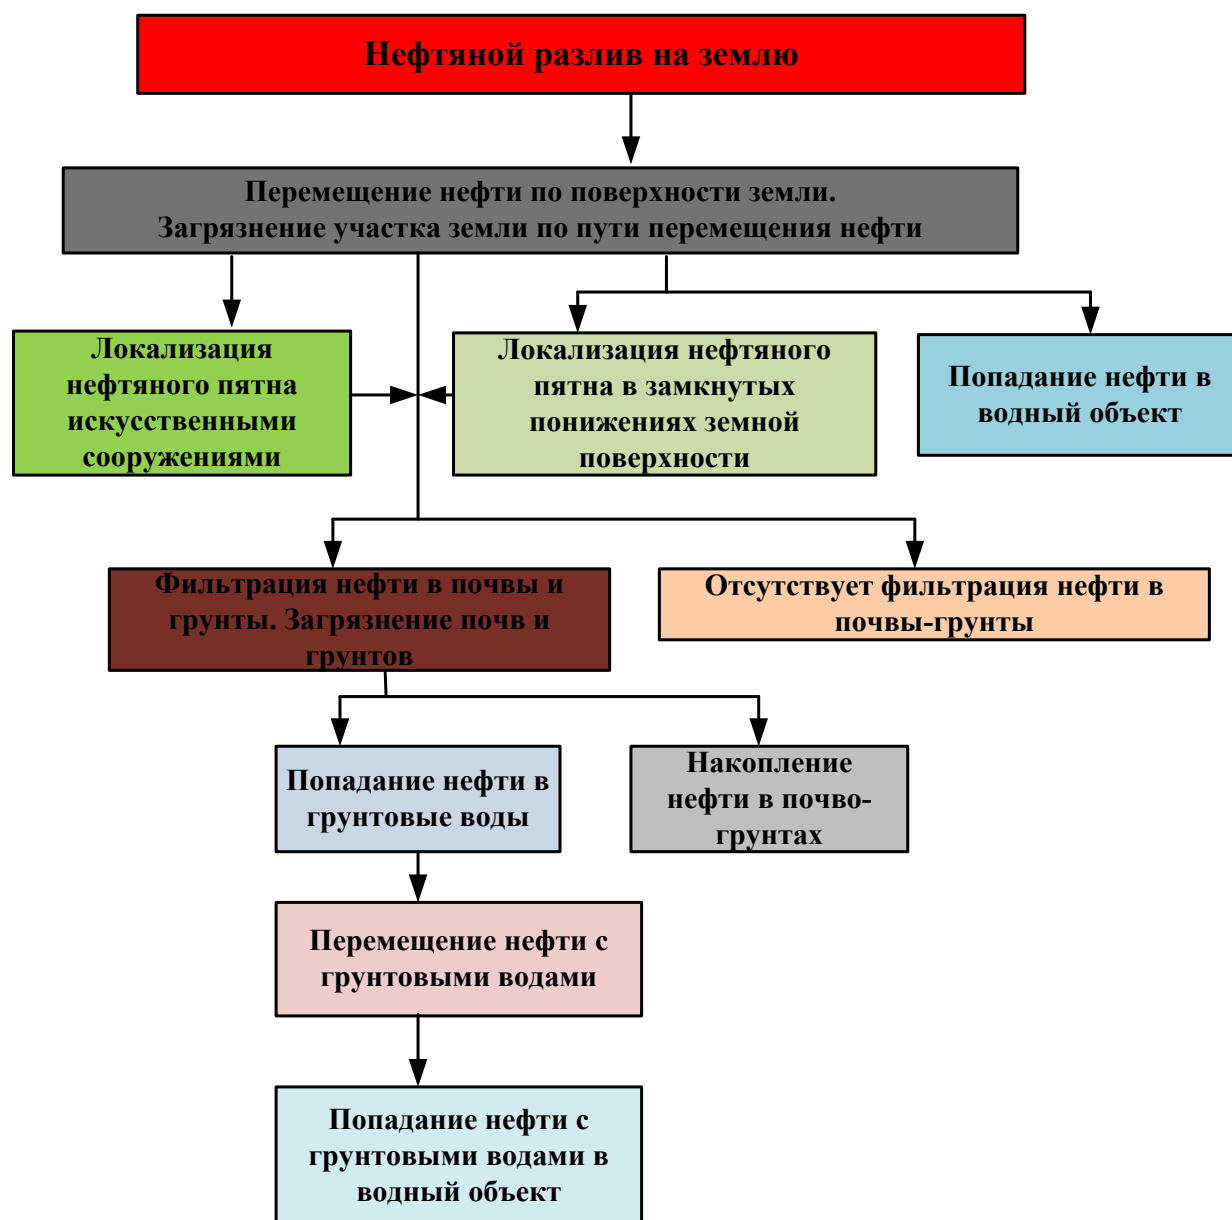 Нефтяной разлив на землю
Перемещение нефти по поверхности земли.
Загрязнение участка земли по пути перемещения нефти
Локализация
нефтяного пятна
искусственными
сооружениями
Локализация нефтяного
пятна в замкнутых
понижениях земной
поверхности
Попадание нефти в
водный объект
Фильтрация нефти в почвы и
грунты. Загрязнение почв и
грунтов
Отсутствует фильтрация нефти в
почвы-грунты
Попадание нефти в
грунтовые воды
Накопление
нефти в почво-
грунтах
Перемещение нефти с
грунтовыми водами
Попадание нефти с
грунтовыми водами в
водный объект